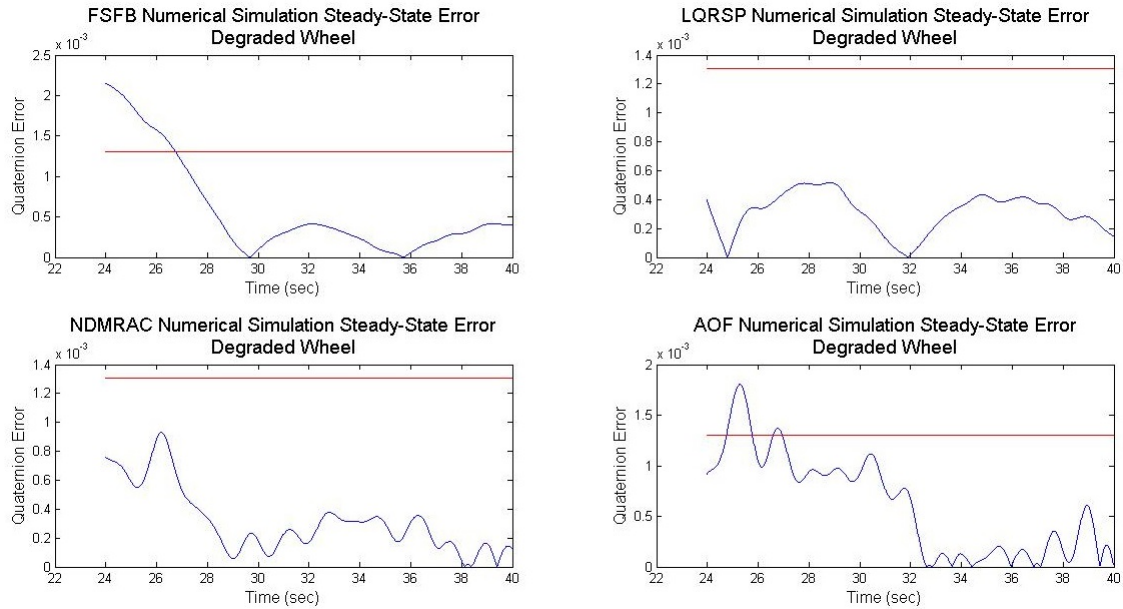 FSFB Numerical Simulation Steady-State Error
Degraded Wheel
x 10⁻³
2.5
2
1.5
1
0.5
0
Quaternion Error
22 24 26 28 30 32 34 36 38 40
Time (sec)
LQRSP Numerical Simulation Steady-State Error
Degraded Wheel
x 10⁻³
1.4
1.2
1
0.8
0.6
0.4
0.2
0
Quaternion Error
22 24 26 28 30 32 34 36 38 40
Time (sec)
NDMRAC Numerical Simulation Steady-State Error
Degraded Wheel
x 10⁻³
1.4
1.2
1
0.8
0.6
0.4
0.2
0
Quaternion Error
22 24 26 28 30 32 34 36 38 40
Time (sec)
AOF Numerical Simulation Steady-State Error
Degraded Wheel
x 10⁻³
2
1.5
1
0.5
0
Quaternion Error
22 24 26 28 30 32 34 36 38 40
Time (sec)